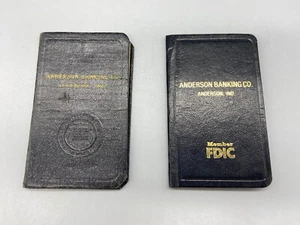 ANDERSON BANKING CO.
ANDERSON BANKING CO.
ANDERSON, IND.
Member
FDIC